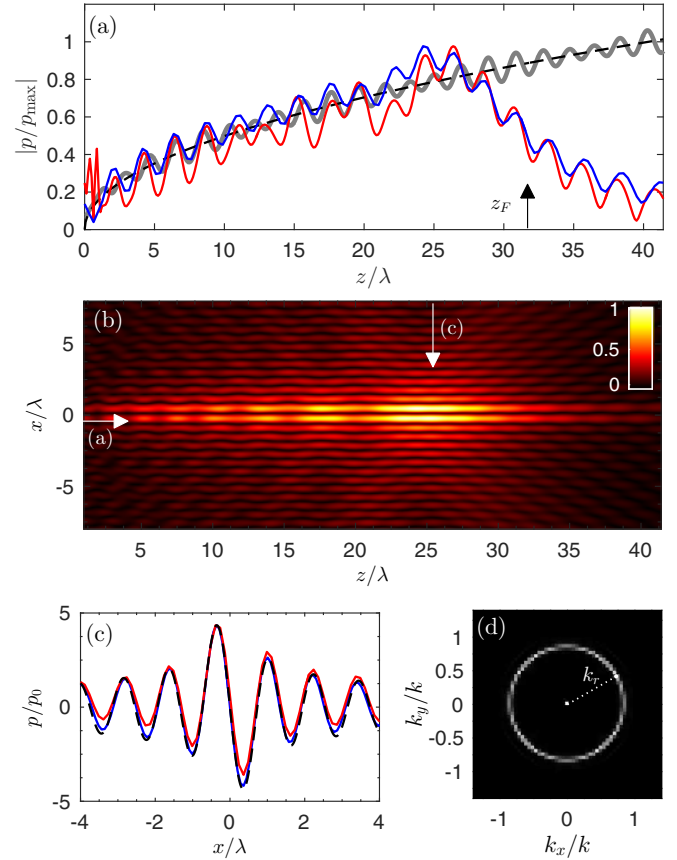 (a)
1
0.8
0.6
0.4
0.2
0
|p/p_max|
z_F
0 5 10 15 20 25 30 35 40
z/λ
(b)
(c)
1
0.5
0
5
0
-5
x/λ
(a)
5 10 15 20 25 30 35 40
z/λ
(c)
5
0
-5
p/p_0
-4 -2 0 2 4
x/λ
(d)
1
0.5
0
-0.5
-1
k_y/k
k_r
-1 0 1
k_x/k